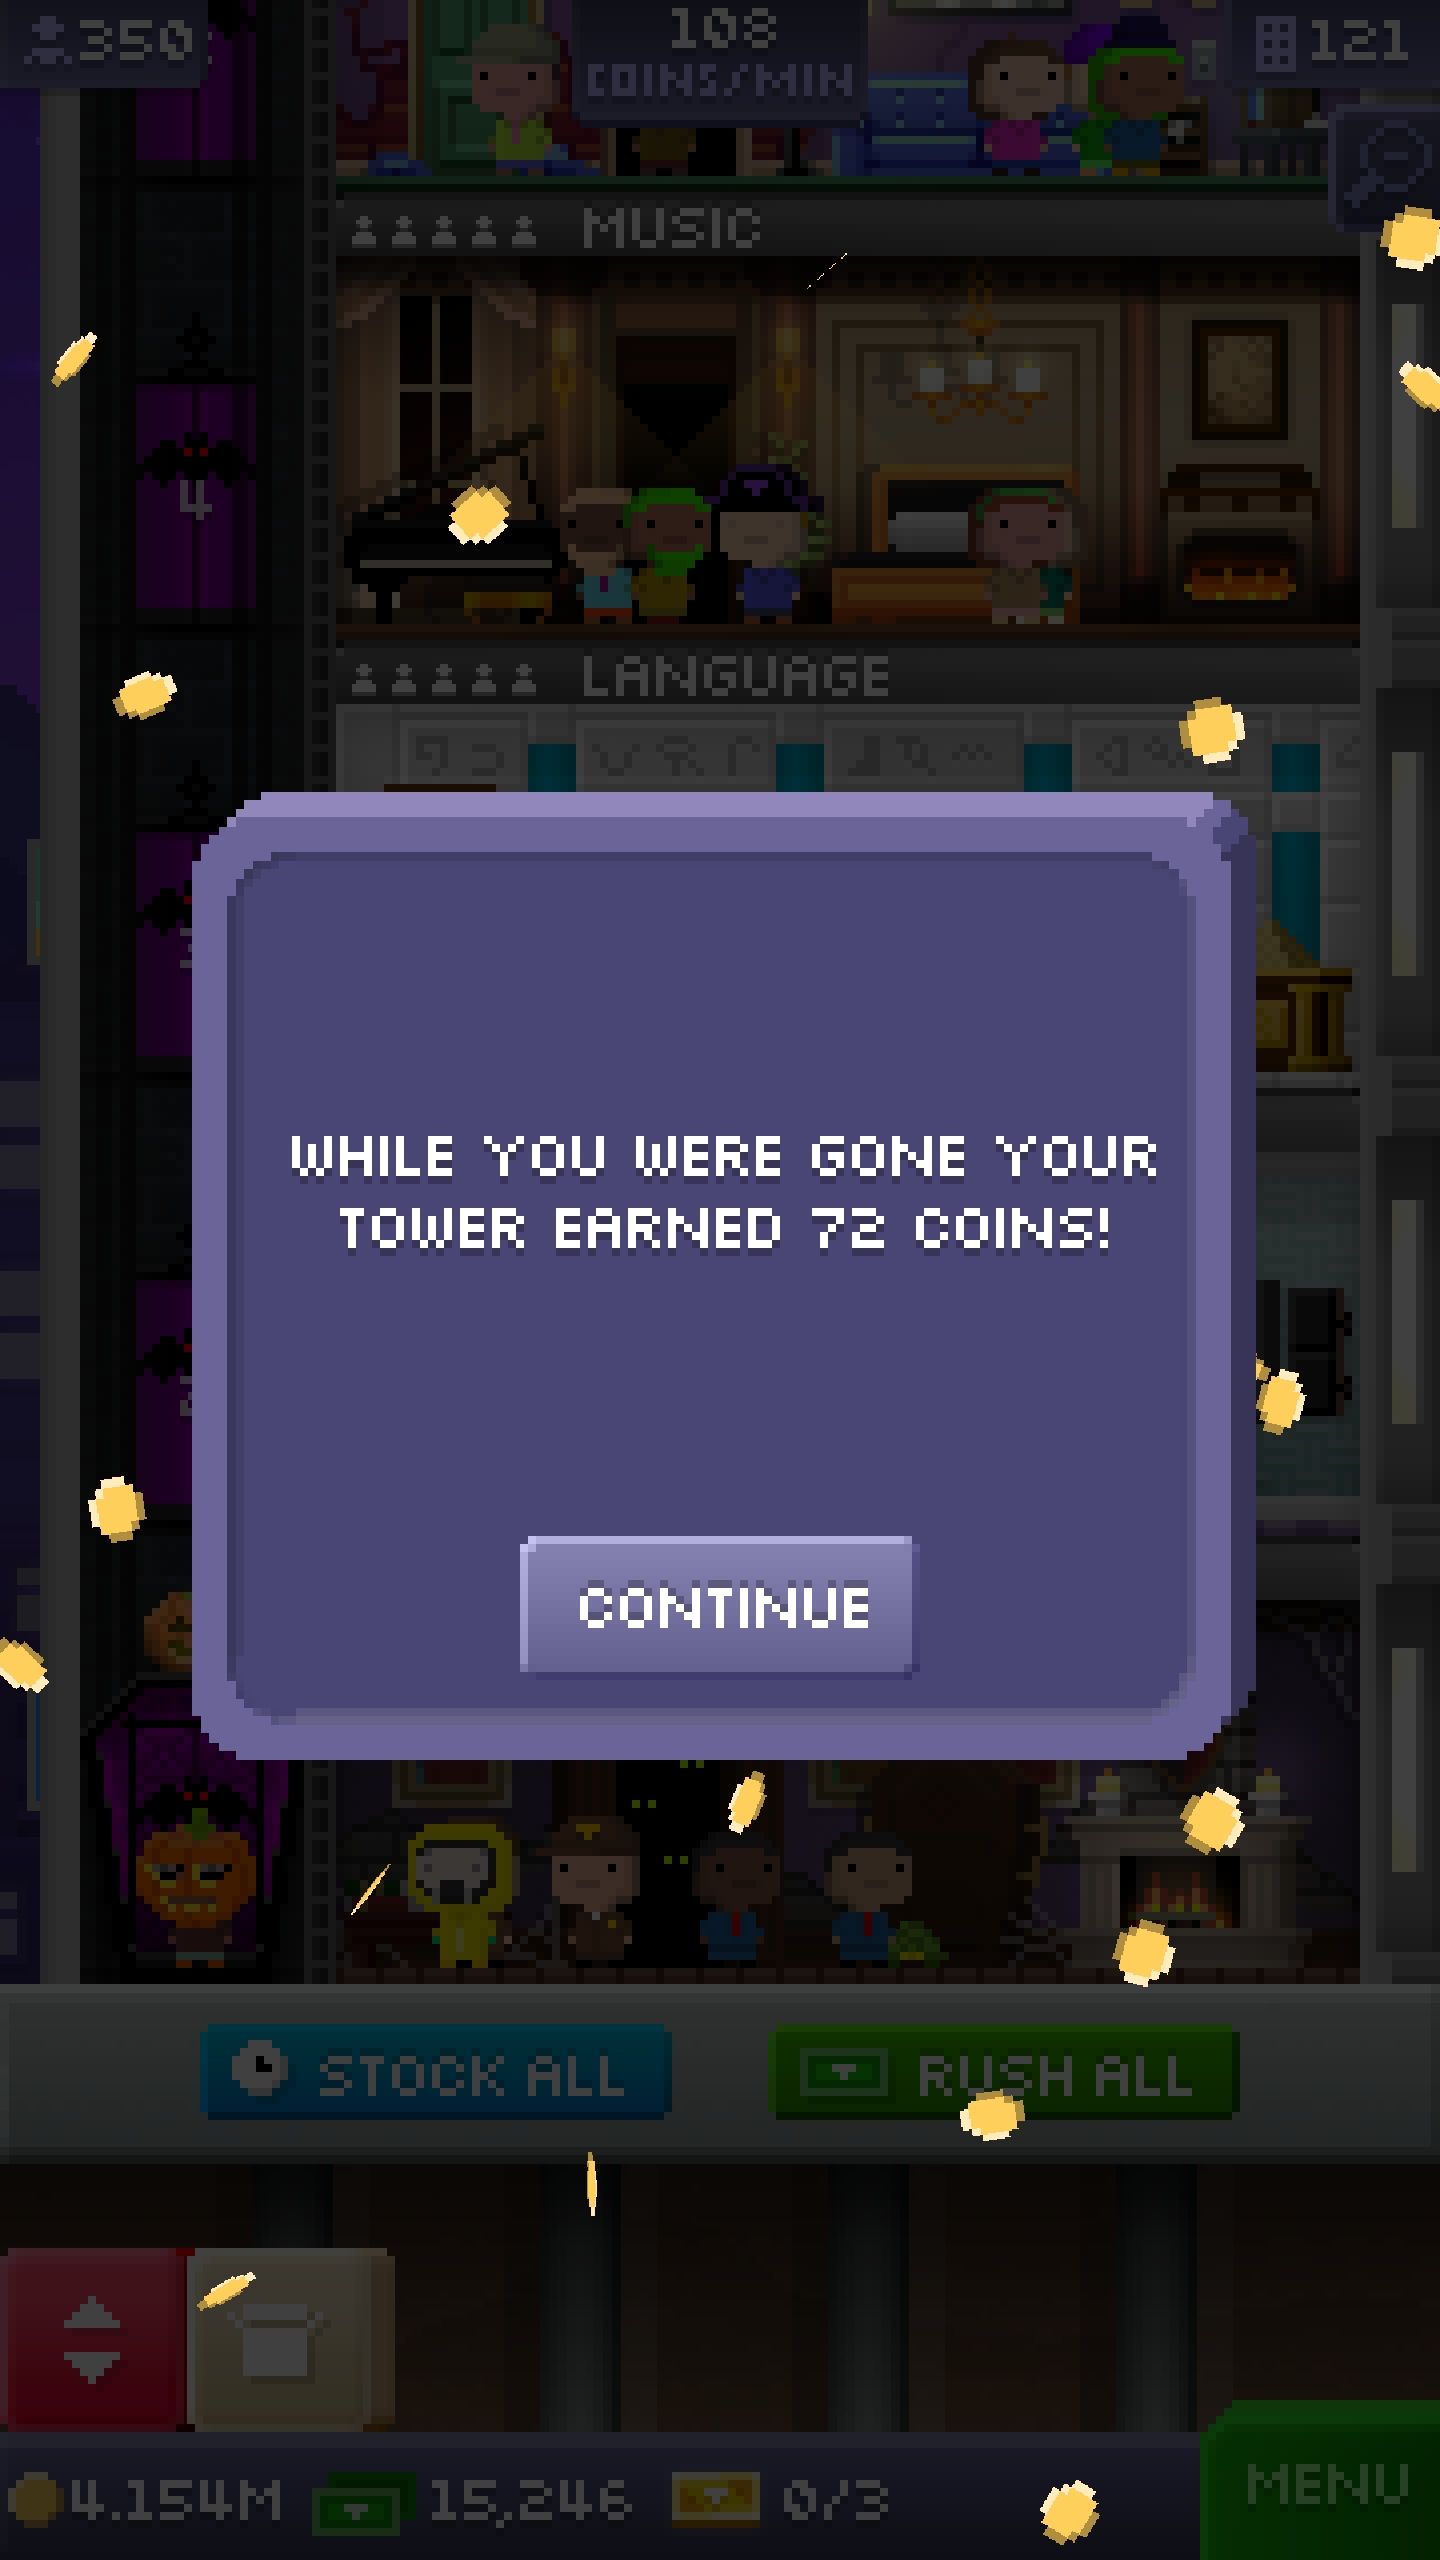 350
108
COINS/MIN
121
MUSIC
4
LANGUAGE
WHILE YOU WERE GONE YOUR
TOWER EARNED 72 COINS!
CONTINUE
STOCK ALL
RUSH ALL
4.154M
15,246
0/3
MENU